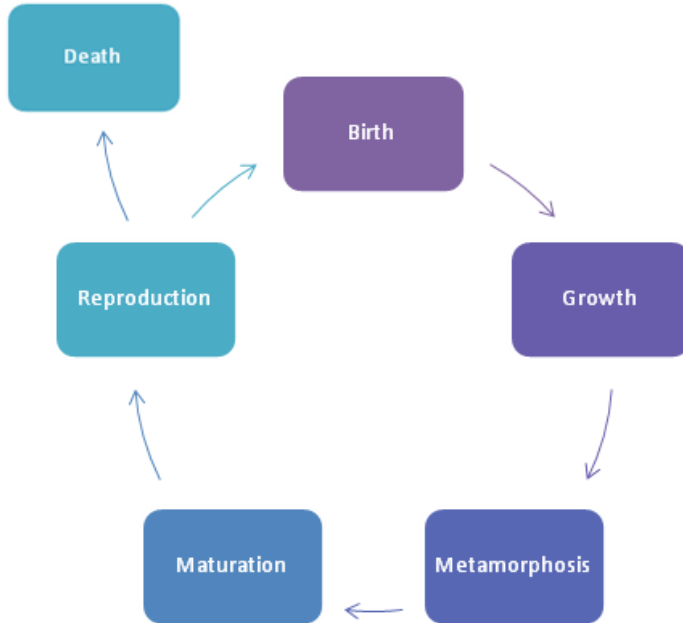 Death
Birth
Reproduction
Growth
Maturation
Metamorphosis